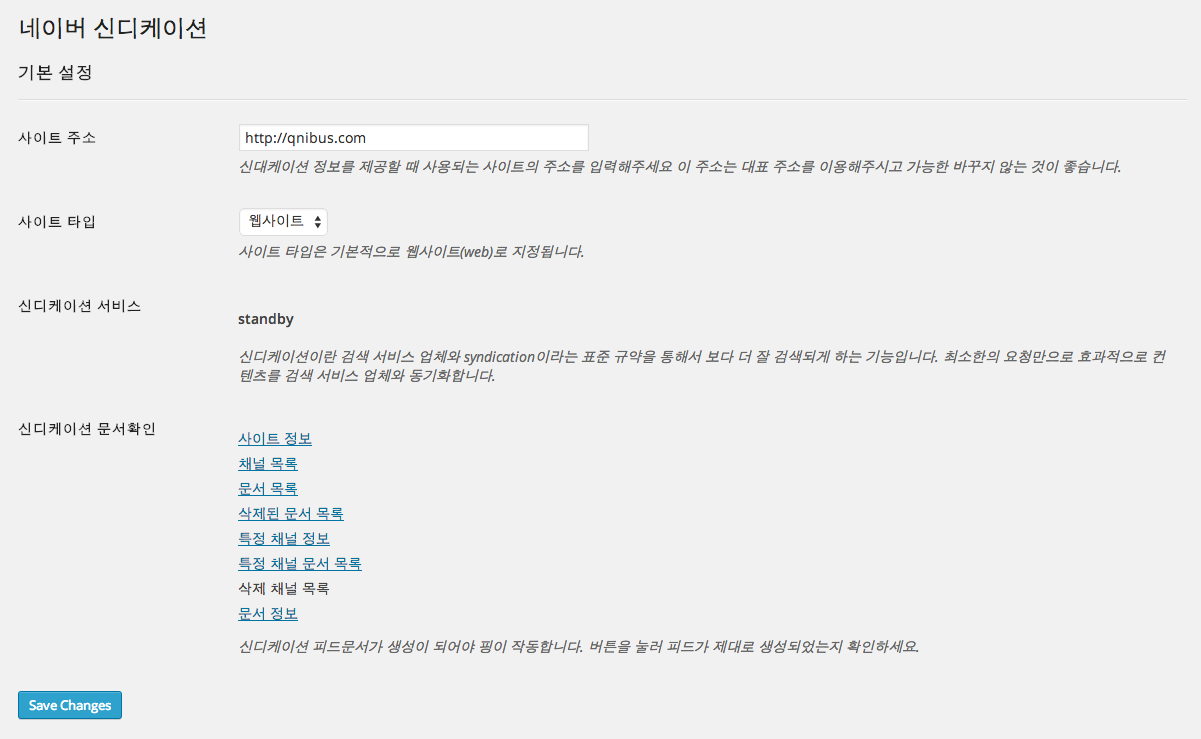 네이버 신디케이션
기본 설정
사이트 주소
http://qnibus.com
신대케이션 정보를 제공할 때 사용되는 사이트의 주소를 입력해주세요 이 주소는 대표 주소를 이용해주시고 가능한 바꾸지 않는 것이 좋습니다.
사이트 타입
웹사이트
사이트 타입은 기본적으로 웹사이트(web)로 지정됩니다.
신디케이션 서비스
standby
신디케이션이란 검색 서비스 업체와 syndication이라는 표준 규약을 통해서 보다 더 잘 검색되게 하는 기능입니다. 최소한의 요청만으로 효과적으로 컨
텐츠를 검색 서비스 업체와 동기화합니다.
신디케이션 문서확인
사이트 정보
채널 목록
문서 목록
삭제된 문서 목록
특정 채널 정보
특정 채널 문서 목록
삭제 채널 목록
문서 정보
신디케이션 피드문서가 생성이 되어야 핑이 작동합니다. 버튼을 눌러 피드가 제대로 생성되었는지 확인하세요.
Save Changes